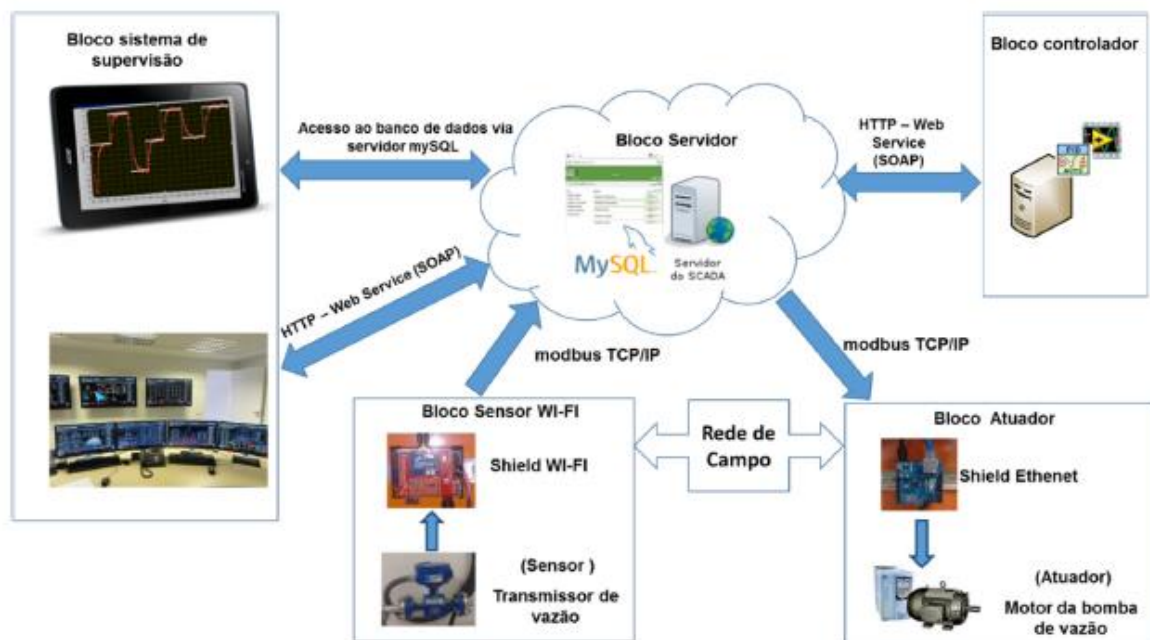 Bloco sistema de
supervisão
Acesso ao banco de dados via
servidor mySQL
HTTP – Web Service (SOAP)
Bloco Servidor
MySQL
Servidor
do SCADA
HTTP – Web
Service
(SOAP)
Bloco controlador
modbus TCP/IP
modbus TCP/IP
Bloco Sensor WI-FI
Shield WI-FI
(Sensor )
Transmissor de
vazão
Rede de
Campo
Bloco Atuador
Shield Ethenet
(Atuador)
Motor da bomba
de vazão